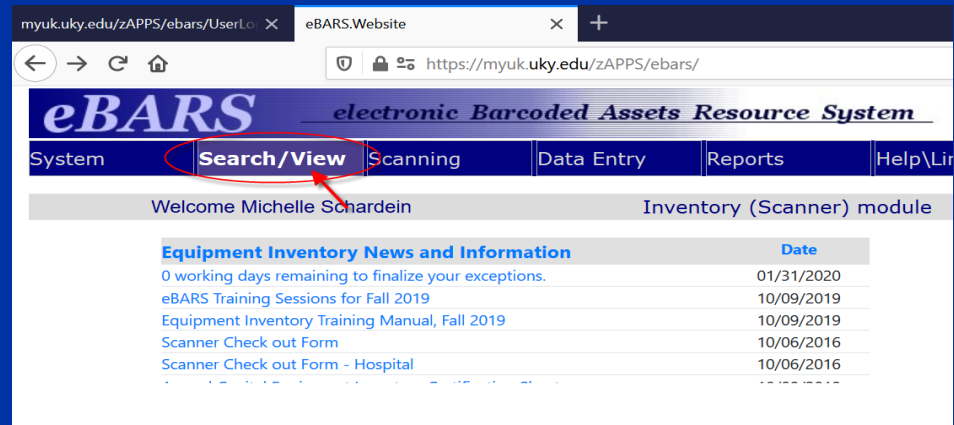 myuk.uky.edu/zAPPS/ebars/UserLo
eBARS.Website
https://myuk.uky.edu/zAPPS/ebars/
eBARS electronic Barcoded Assets Resource System
System Search/View Scanning Data Entry Reports Help\Li
Welcome Michelle Schardein Inventory (Scanner) module
Equipment Inventory News and Information Date
0 working days remaining to finalize your exceptions. 01/31/2020
eBARS Training Sessions for Fall 2019 10/09/2019
Equipment Inventory Training Manual, Fall 2019 10/09/2019
Scanner Check out Form 10/06/2016
Scanner Check out Form - Hospital 10/06/2016